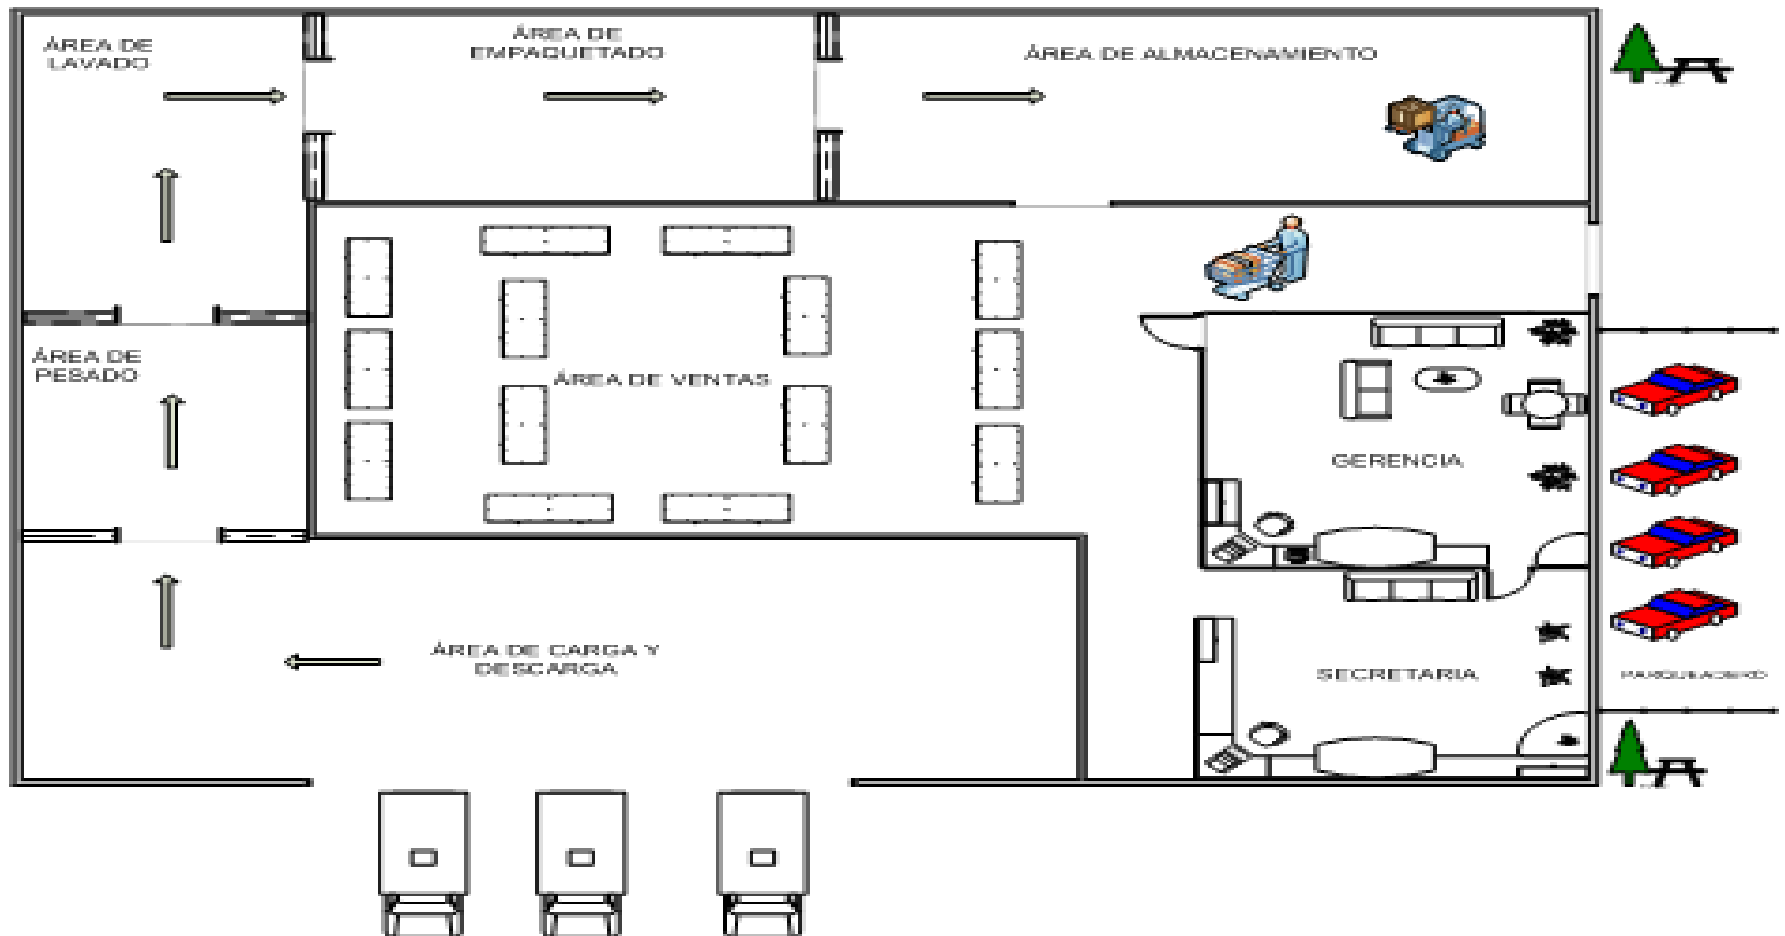 ÁREA DE
LAVADO
ÁREA DE
EMPAQUETADO
ÁREA DE ALMACENAMIENTO
ÁREA DE
PESADO
ÁREA DE VENTAS
GERENCIA
ÁREA DE CARGA Y
DESCARGA
SECRETARIA
PARQUEADERO